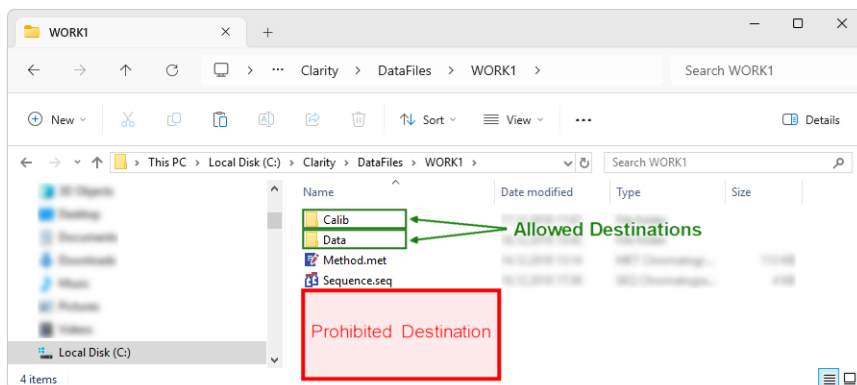 WORK1
Clarity > DataFiles > WORK1 >
Search WORK1
New
Sort
View
Details
This PC > Local Disk (C:) > Clarity > DataFiles > WORK1 >
Search WORK1
Name
Date modified
Type
Size
Calib
Data
Allowed Destinations
Method.met
Sequence.seq
Prohibited Destination
Local Disk (C:)
4 items